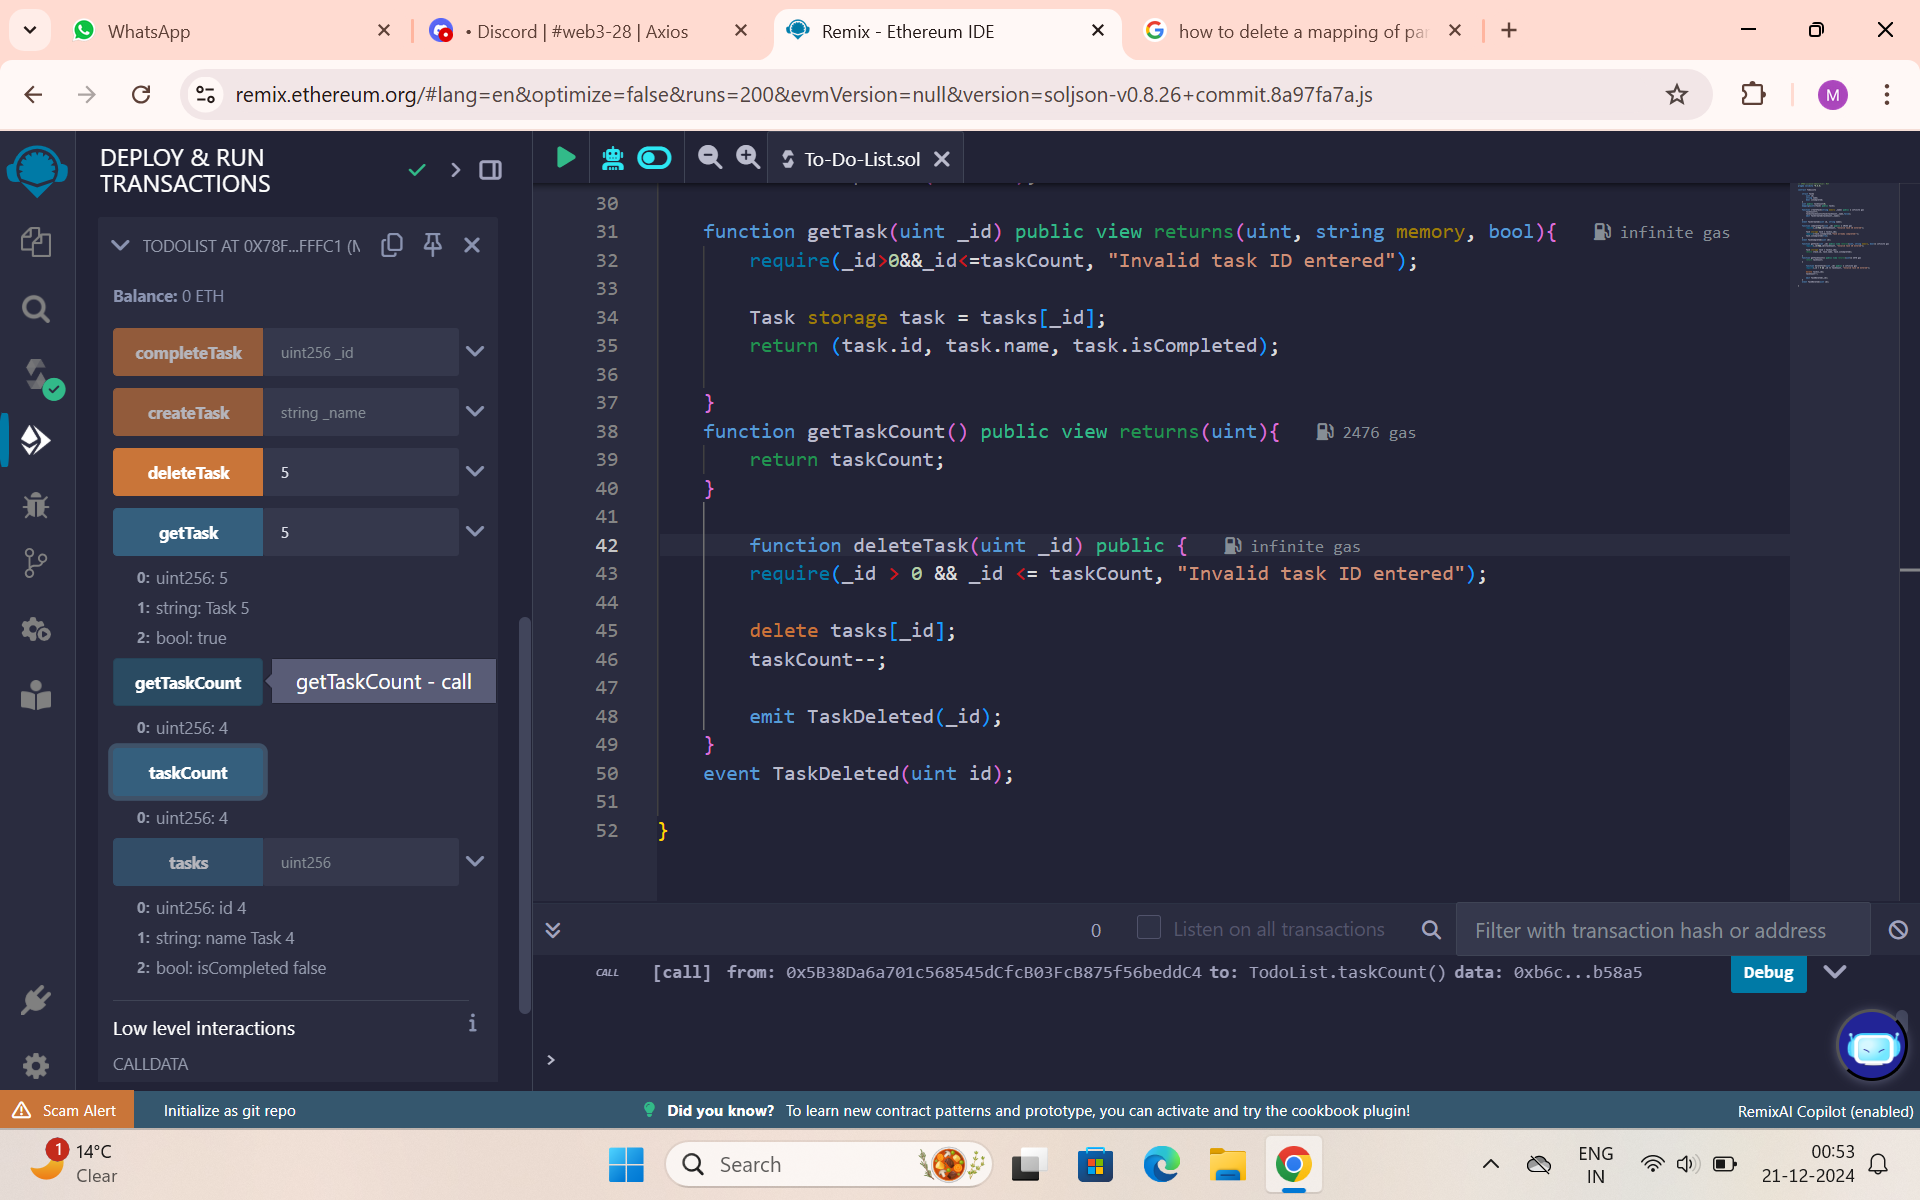 WhatsApp
• Discord | #web3-28 | Axios
Remix - Ethereum IDE
how to delete a mapping of par
remix.ethereum.org/#lang=en&optimize=false&runs=200&evmVersion=null&version=soljson-v0.8.26+commit.8a97fa7a.js
M
DEPLOY & RUN
TRANSACTIONS
TODOLIST AT 0X78F...FFFC1 (M
Balance: 0 ETH
completeTask uint256 _id
createTask string _name
deleteTask 5
getTask 5
0: uint256: 5
1: string: Task 5
2: bool: true
getTaskCount getTaskCount - call
0: uint256: 4
taskCount
0: uint256: 4
tasks uint256
0: uint256: id 4
1: string: name Task 4
2: bool: isCompleted false
Low level interactions
CALLDATA
To-Do-List.sol
30
31 function getTask(uint _id) public view returns(uint, string memory, bool){ infinite gas
32 require(_id>0&&_id<=taskCount, "Invalid task ID entered");
33
34 Task storage task = tasks[_id];
35 return (task.id, task.name, task.isCompleted);
36
37 }
38 function getTaskCount() public view returns(uint){ 2476 gas
39 return taskCount;
40 }
41
42 function deleteTask(uint _id) public { infinite gas
43 require(_id > 0 && _id <= taskCount, "Invalid task ID entered");
44
45 delete tasks[_id];
46 taskCount--;
47
48 emit TaskDeleted(_id);
49 }
50 event TaskDeleted(uint id);
51
52 }
0 Listen on all transactions Filter with transaction hash or address
CALL [call] from: 0x5B38Da6a701c568545dCfcB03FcB875f56beddC4 to: TodoList.taskCount() data: 0xb6c...b58a5 Debug
>
Scam Alert Initialize as git repo Did you know? To learn new contract patterns and prototype, you can activate and try the cookbook plugin! RemixAI Copilot (enabled)
1
14°C
Clear
Search
ENG
IN
00:53
21-12-2024